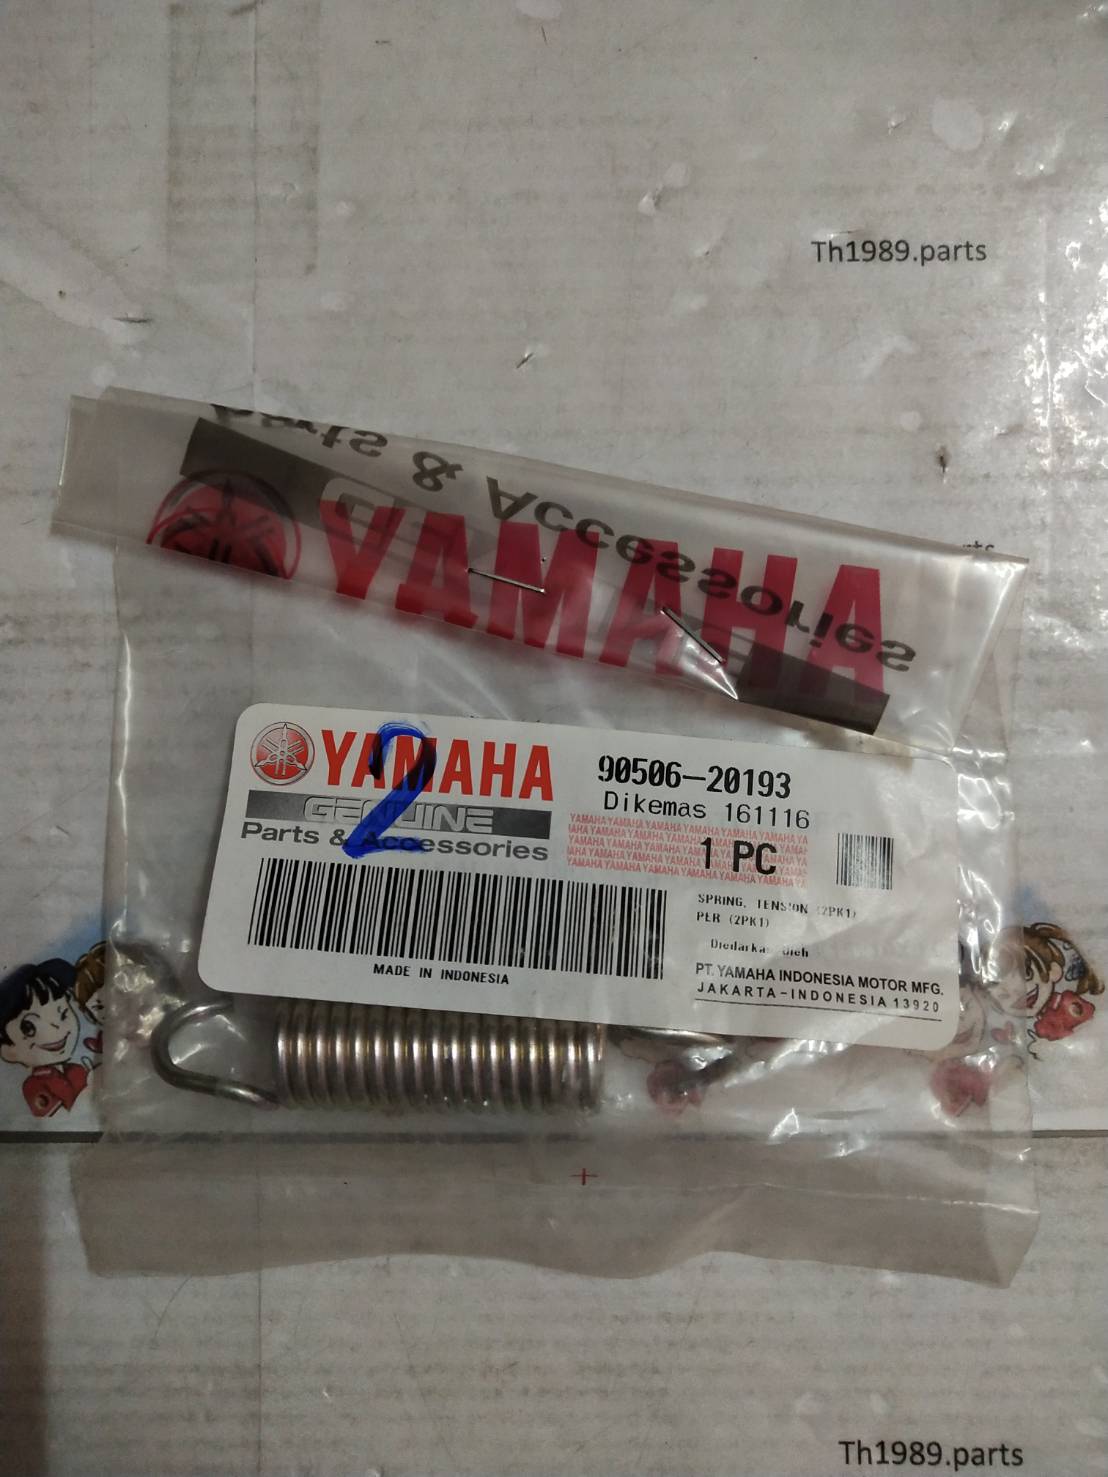 Th1989.parts
Parts & Accessories
YAMAHA
YAMAHA
2
GENUINE
Parts & Accessories
90506-20193
Dikemas 161116
1 PC
SPRING, TENSION (2PK1)
PER (2PK1)
MADE IN INDONESIA
PT. YAMAHA INDONESIA MOTOR MFG.
JAKARTA-INDONESIA 13920
Th1989.parts